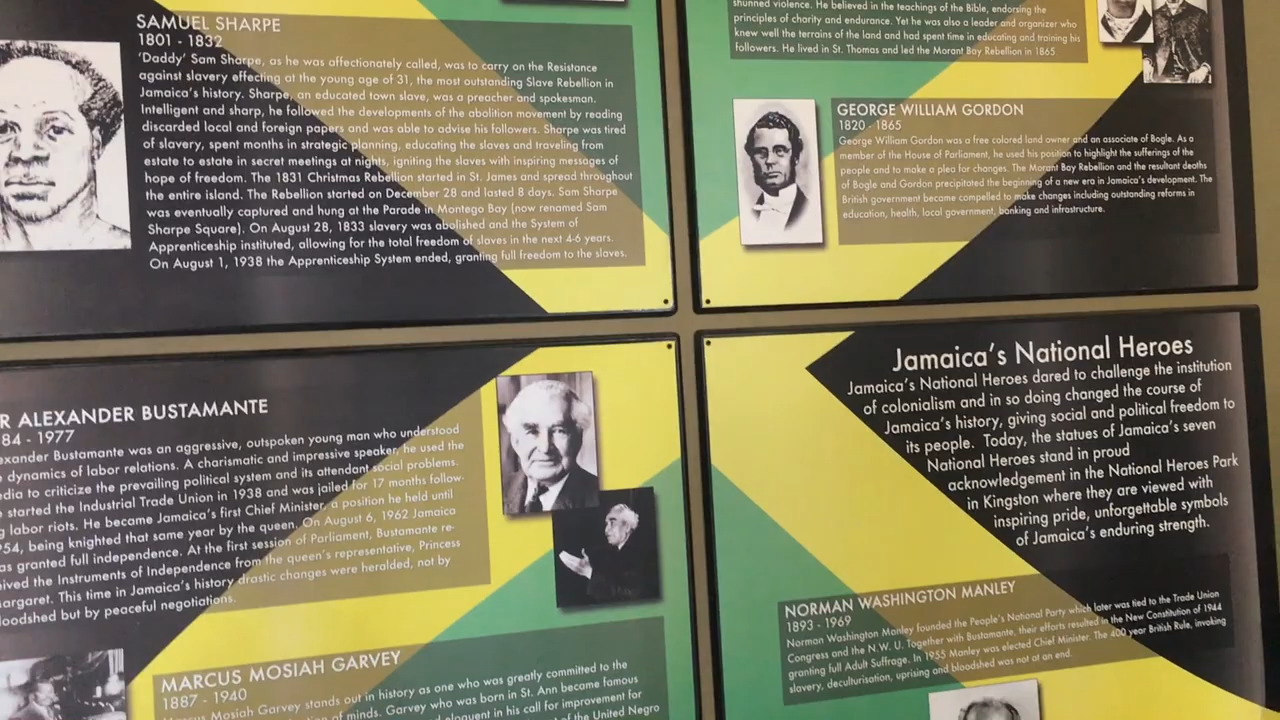 SAMUEL SHARPE
1801 - 1832
'Daddy' Sam Sharpe, as he was affectionately called, was to carry on the Resistance
against slavery effecting at the young age of 31, the most outstanding Slave Rebellion in
Jamaica's history. Sharpe, an educated town slave, was a preacher and spokesman.
Intelligent and sharp, he followed the developments of the abolition movement by reading
discarded local and foreign papers and was able to advise his followers. Sharpe was tired
of slavery, spent months in strategic planning, educating the slaves and traveling from
estate to estate in secret meetings at nights, igniting the slaves with inspiring messages of
hope of freedom. The 1831 Christmas Rebellion started in St. James and spread throughout
the entire island. The Rebellion started on December 28 and lasted 8 days. Sam Sharpe
was eventually captured and hung at the Parade in Montego Bay (now renamed Sam
Sharpe Square). On August 28, 1833 slavery was abolished and the System of
Apprenticeship instituted, allowing for the total freedom of slaves in the next 4-6 years.
On August 1, 1938 the Apprenticeship System ended, granting full freedom to the slaves.
shunned violence. He believed in the teachings of the Bible, endorsing the
principles of charity and endurance. Yet he was also a leader and organizer who
knew well the terrains of the land and had spent time in educating and training his
followers. He lived in St. Thomas and led the Morant Bay Rebellion in 1865
GEORGE WILLIAM GORDON
1820 - 1865
George William Gordon was a free colored land owner and an associate of Bogle. As a
member of the House of Parliament, he used his position to highlight the sufferings of the
people and to make a plea for changes. The Morant Bay Rebellion and the resultant deaths
of Bogle and Gordon precipitated the beginning of a new era in Jamaica's development. The
British government became compelled to make changes including outstanding reforms in
education, health, local government, banking and infrastructure.
R ALEXANDER BUSTAMANTE
84 - 1977
exander Bustamante was an aggressive, outspoken young man who understood
e dynamics of labor relations. A charismatic and impressive speaker, he used the
edia to criticize the prevailing political system and its attendant social problems.
e started the Industrial Trade Union in 1938 and was jailed for 17 months follow-
g labor riots. He became Jamaica's first Chief Minister, a position he held until
954, being knighted that same year by the queen. On August 6, 1962 Jamaica
as granted full independence. At the first session of Parliament, Bustamante re-
eived the Instruments of Independence from the queen's representative, Princess
argaret. This time in Jamaica's history drastic changes were heralded, not by
loodshed but by peaceful negotiations.
MARCUS MOSIAH GARVEY
1887 - 1940
Marcus Mosiah Garvey stands out in history as one who was greatly committed to the
of minds. Garvey who was born in St. Ann became famous
eloquent in his call for improvement for
of the United Negro
Jamaica's National Heroes
Jamaica's National Heroes dared to challenge the institution
of colonialism and in so doing changed the course of
Jamaica's history, giving social and political freedom to
its people. Today, the statues of Jamaica's seven
National Heroes stand in proud
acknowledgement in the National Heroes Park
in Kingston where they are viewed with
inspiring pride, unforgettable symbols
of Jamaica's enduring strength.
NORMAN WASHINGTON MANLEY
1893 - 1969
Norman Washington Manley founded the People's National Party which later was tied to the Trade Union
Congress and the N.W. U. Together with Bustamante, their efforts resulted in the New Constitution of 1944
granting full Adult Suffrage. In 1955 Manley was elected Chief Minister. The 400 year British Rule, invoking
slavery, deculturisation, uprising and bloodshed was not at an end.